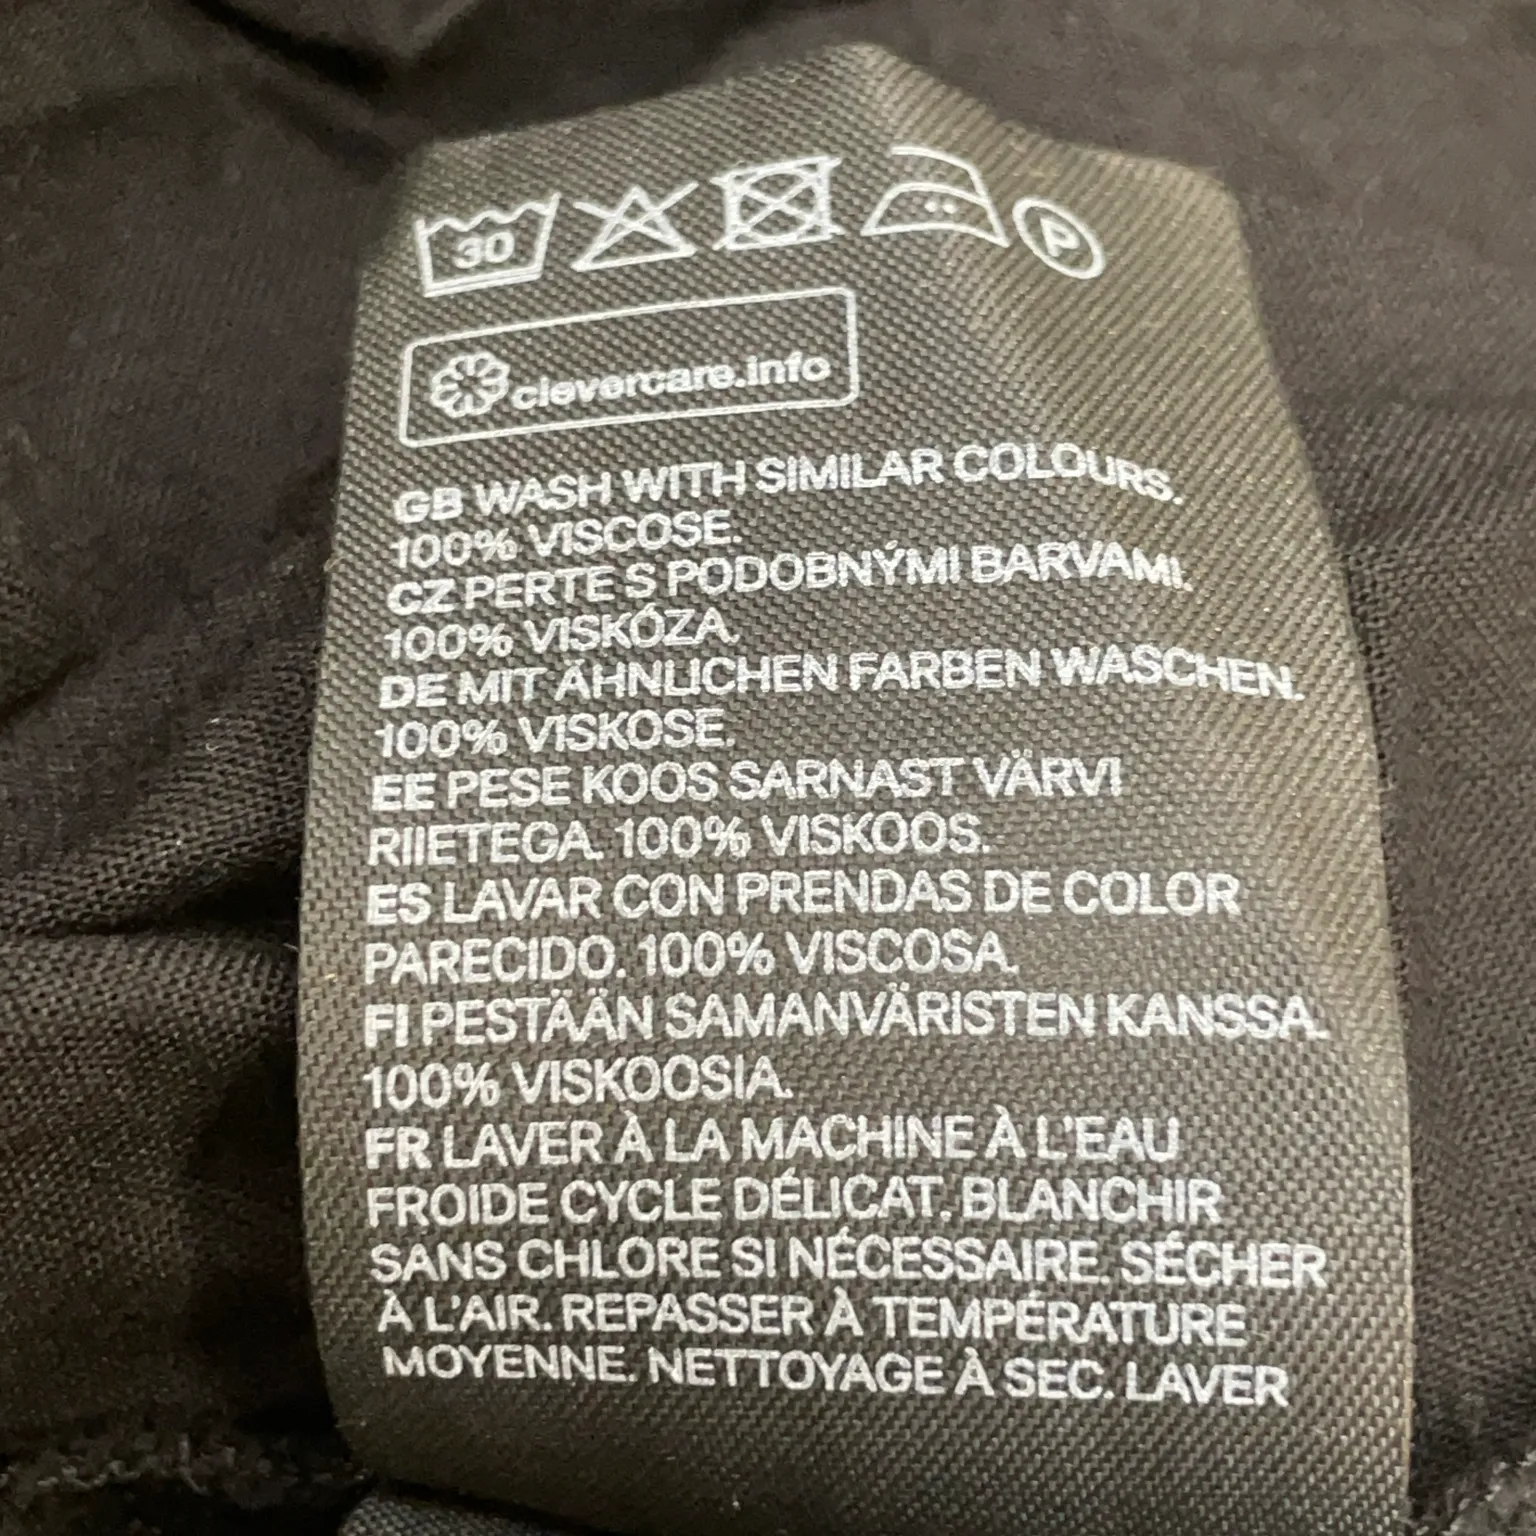 30
P
clevercare.info
GB WASH WITH SIMILAR COLOURS.
100% VISCOSE.
CZ PERTE S PODOBNÝMI BARVAMI.
100% VISKÓZA.
DE MIT ÄHNLICHEN FARBEN WASCHEN.
100% VISKOSE.
EE PESE KOOS SARNAST VÄRVI
RIIETEGA. 100% VISKOOS.
ES LAVAR CON PRENDAS DE COLOR
PARECIDO. 100% VISCOSA.
FI PESTÄÄN SAMANVÄRISTEN KANSSA.
100% VISKOOSIA.
FR LAVER À LA MACHINE À L'EAU
FROIDE CYCLE DÉLICAT. BLANCHIR
SANS CHLORE SI NÉCESSAIRE. SÉCHER
À L'AIR. REPASSER À TEMPÉRATURE
MOYENNE. NETTOYAGE À SEC. LAVER